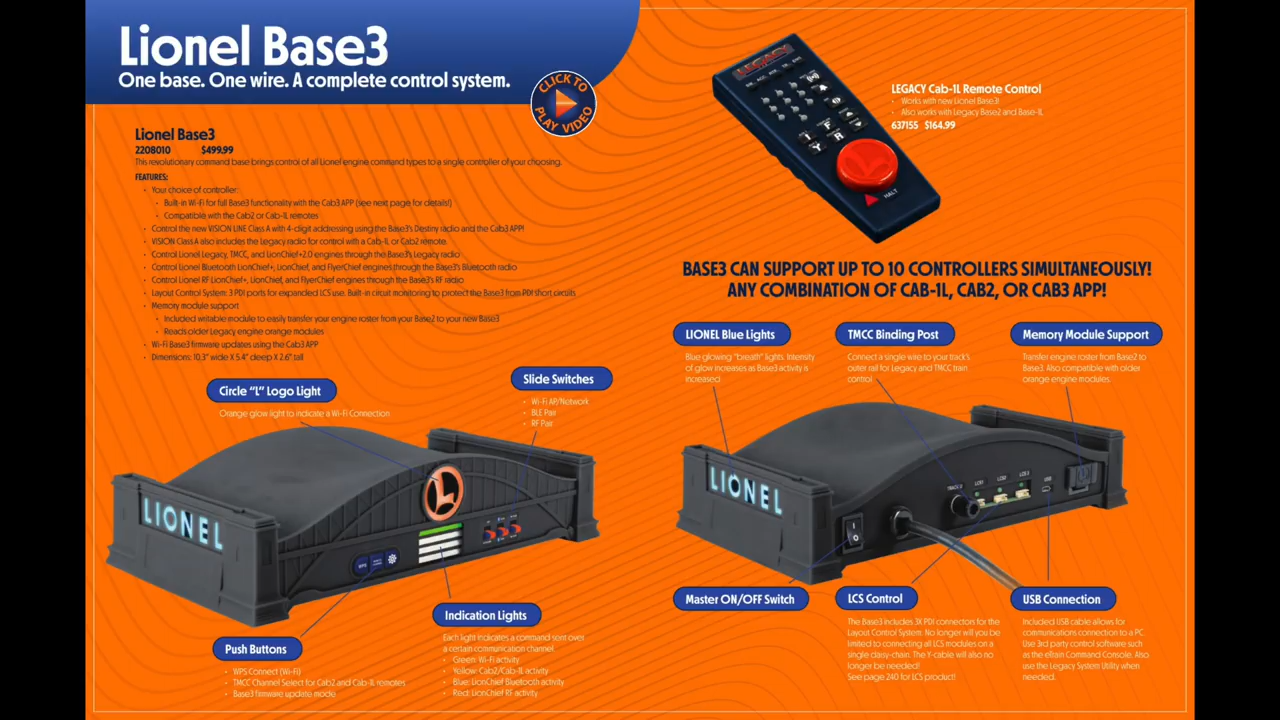 Lionel Base3
One base. One wire. A complete control system.
CLICK TO
PLAY VIDEO
Lionel Base3
2208010 $499.99
This revolutionary command base brings control of all Lionel engine command types to a single controller of your choosing.
FEATURES:
• Your choice of controller:
• Built-in Wi-Fi for full Base3 functionality with the Cab3 APP (see next page for details!)
• Compatible with the Cab2 or Cab-1L remotes
• Control the new VISION LINE Class A with 4-digit addressing using the Base3's Destiny radio and the Cab3 APP!
• VISION Class A also includes the Legacy radio for control with a Cab-1L or Cab2 remote.
• Control Lionel Legacy, TMCC, and LionChief+2.0 engines through the Base3's Legacy radio
• Control Lionel Bluetooth LionChief+, LionChief, and FlyerChief engines through the Base3's Bluetooth radio
• Control Lionel RF LionChief+, LionChief, and FlyerChief engines through the Base3's RF radio
• Layout Control System: 3 PDI ports for expanded LCS use. Built-in circuit monitoring to protect the Base3 from PDI short circuits
• Memory module support
• Included writable module to easily transfer your engine roster from your Base2 to your new Base3
• Reads older Legacy engine orange modules
• Wi-Fi Base3 firmware updates using the Cab3 APP
• Dimensions: 10.3" wide X 5.4" deep X 2.6" tall
LEGACY
HALT
LEGACY Cab-1L Remote Control
• Works with new Lionel Base3!
• Also works with Legacy Base2 and Base-1L
637155 $164.99
BASE3 CAN SUPPORT UP TO 10 CONTROLLERS SIMULTANEOUSLY!
ANY COMBINATION OF CAB-1L, CAB2, OR CAB3 APP!
Circle "L" Logo Light
Orange glow light to indicate a Wi-Fi Connection
Slide Switches
• Wi-Fi AP/Network
• BLE Pair
• RF Pair
LIONEL
L
WPS
Push Buttons
• WPS Connect (Wi-Fi)
• TMCC Channel Select for Cab2 and Cab-1L remotes
• Base3 firmware update mode
Indication Lights
Each light indicates a command sent over
a certain communication channel.
• Green: Wi-Fi activity
• Yellow: Cab2/Cab-1L activity
• Blue: LionChief Bluetooth activity
• Red: LionChief RF activity
LIONEL Blue Lights
Blue glowing "breath" lights. Intensity
of glow increases as Base3 activity is
increased
TMCC Binding Post
Connect a single wire to your track's
outer rail for Legacy and TMCC train
control
Memory Module Support
Transfer engine roster from Base2 to
Base3. Also compatible with older
orange engine modules.
LIONEL
TRACK LCS1 LCS2 LCS3 USB
Master ON/OFF Switch
LCS Control
The Base3 includes 3X PDI connectors for the
Layout Control System. No longer will you be
limited to connecting all LCS modules on a
single daisy-chain. The Y-cable will also no
longer be needed!
See page 240 for LCS product!
USB Connection
Included USB cable allows for
communications connection to a PC.
Use 3rd party control software such
as the eTrain Command Console. Also
use the Legacy System Utility when
needed.